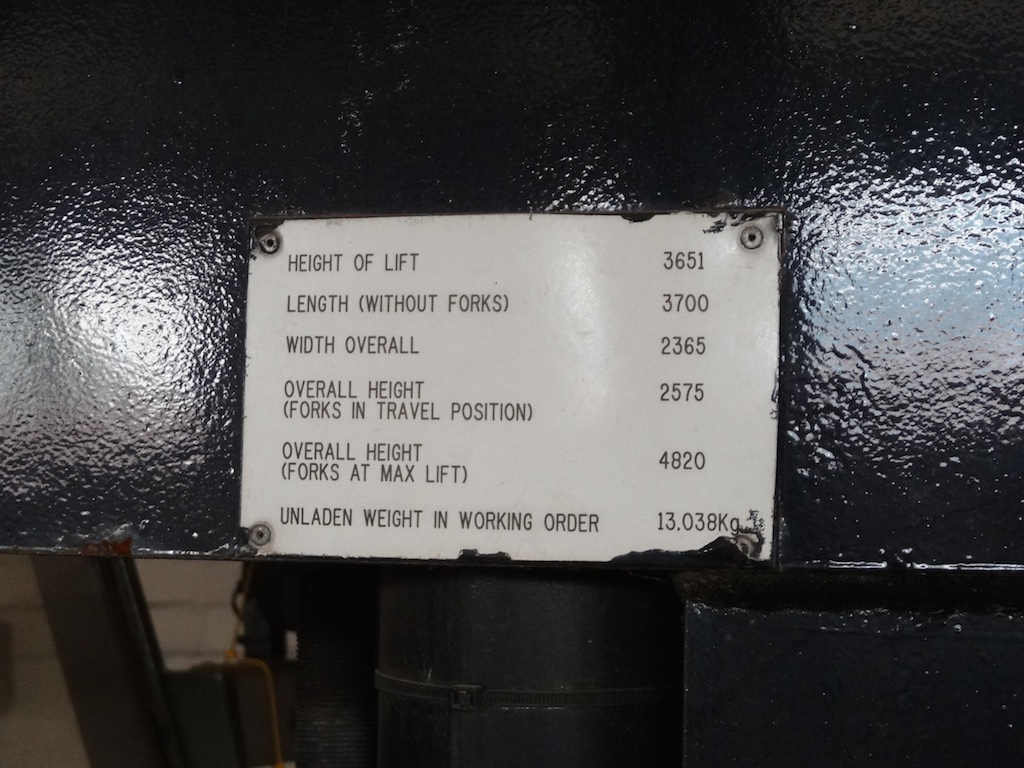 HEIGHT OF LIFT 3651
LENGTH (WITHOUT FORKS) 3700
WIDTH OVERALL 2365
OVERALL HEIGHT 2575
(FORKS IN TRAVEL POSITION)
OVERALL HEIGHT
(FORKS AT MAX LIFT) 4820
UNLADEN WEIGHT IN WORKING ORDER 13.038Kg